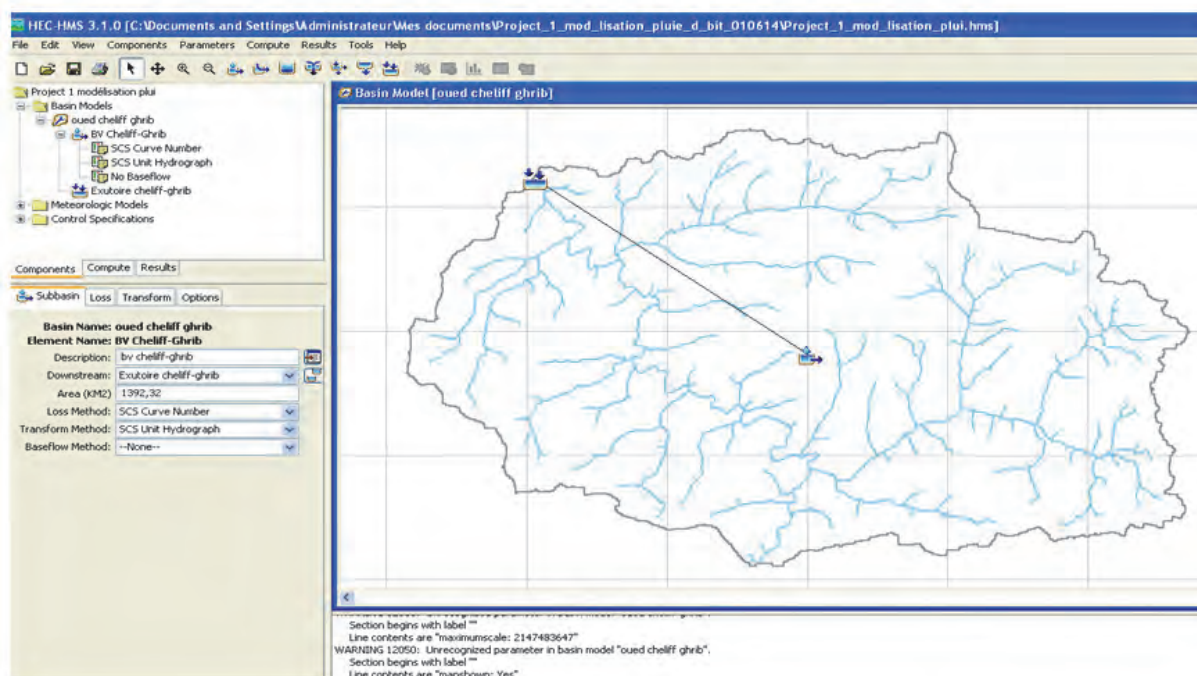 HEC-HMS 3.1.0 [C:\Documents and Settings\Administrateur\Mes documents\Project_1_mod_lisation_pluie_d_bit_010614\Project_1_mod_lisation_plui.hms]
File Edit View Components Parameters Compute Results Tools Help
Project 1 modélisation plui
Basin Models
oued cheliff ghrib
BV Cheliff-Ghrib
SCS Curve Number
SCS Unit Hydrograph
No Baseflow
Exutoire cheliff-ghrib
Meteorologic Models
Control Specifications
Components Compute Results
Subbasin Loss Transform Options
Basin Name: oued cheliff ghrib
Element Name: BV Cheliff-Ghrib
Description: bv cheliff-ghrib
Downstream: Exutoire cheliff-ghrib
Area (KM2) 1392,32
Loss Method: SCS Curve Number
Transform Method: SCS Unit Hydrograph
Baseflow Method: --None--
Basin Model [oued cheliff ghrib]
Section begins with label ""
Line contents are "maximumscale: 2147483647"
WARNING 12050: Unrecognized parameter in basin model "oued cheliff ghrib".
Section begins with label ""
Line contents are "mapshown: Yes"